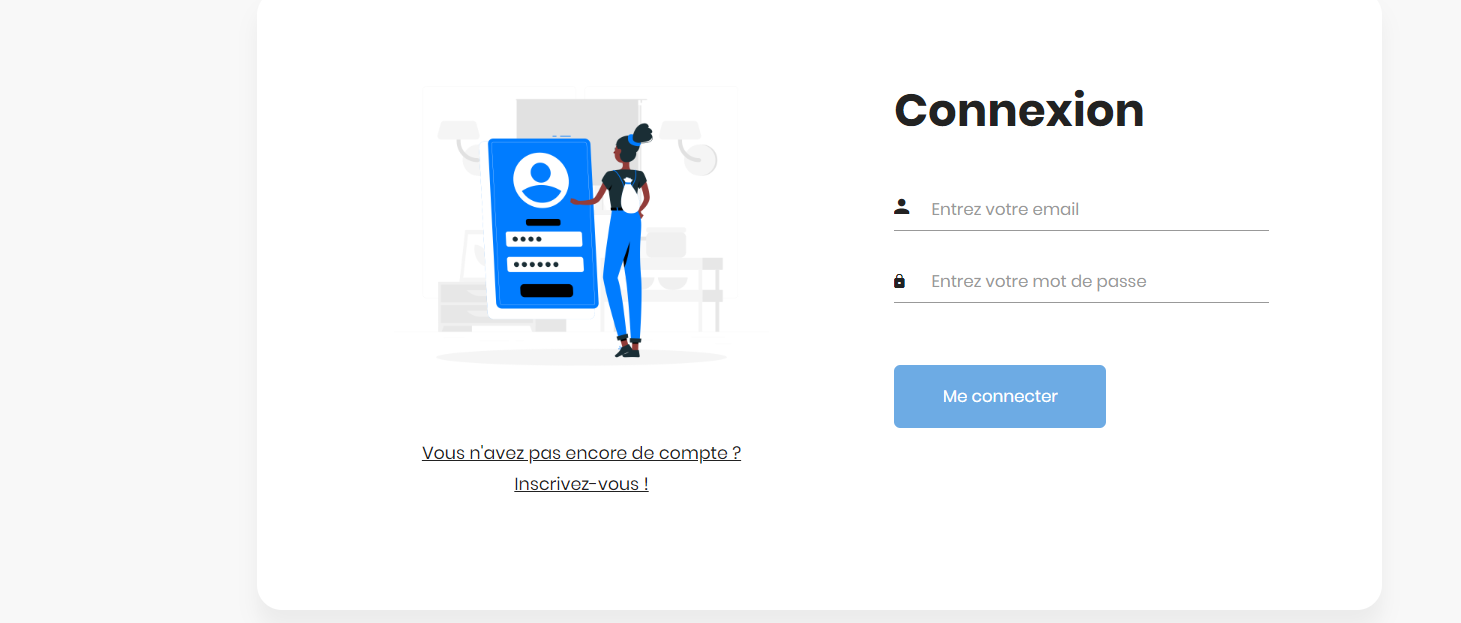 Connexion
Entrez votre email
Entrez votre mot de passe
Me connecter
Vous n'avez pas encore de compte ?
Inscrivez-vous !